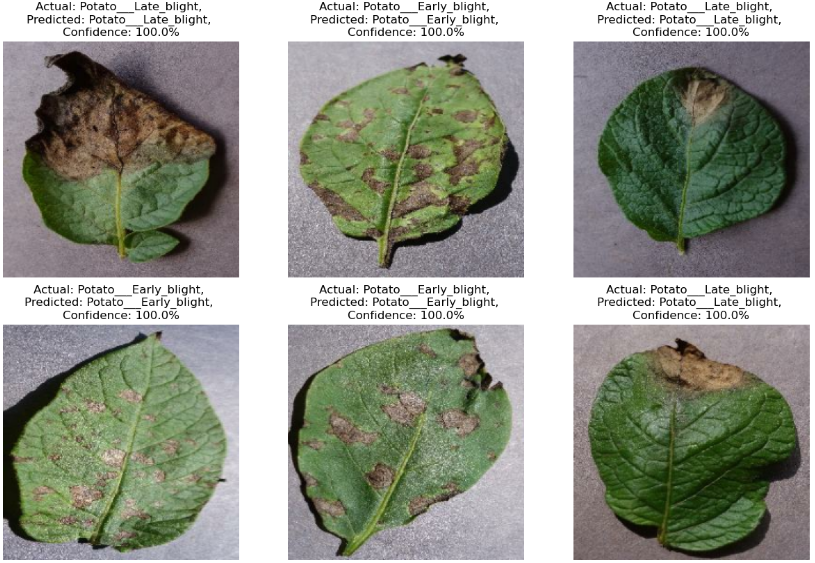 Actual: Potato___Late_blight,
Predicted: Potato___Late_blight,
Confidence: 100.0%
Actual: Potato___Early_blight,
Predicted: Potato___Early_blight,
Confidence: 100.0%
Actual: Potato___Late_blight,
Predicted: Potato___Late_blight,
Confidence: 100.0%
Actual: Potato___Early_blight,
Predicted: Potato___Early_blight,
Confidence: 100.0%
Actual: Potato___Early_blight,
Predicted: Potato___Early_blight,
Confidence: 100.0%
Actual: Potato___Late_blight,
Predicted: Potato___Late_blight,
Confidence: 100.0%